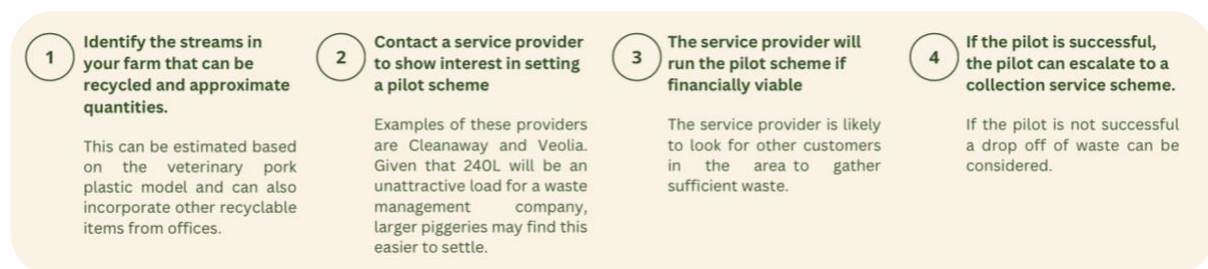 1
Identify the streams in
your farm that can be
recycled and approximate
quantities.
This can be estimated based
on the veterinary pork
plastic model and can also
incorporate other recyclable
items from offices.
2
Contact a service provider
to show interest in setting
a pilot scheme
Examples of these providers
are Cleanaway and Veolia.
Given that 240L will be an
unattractive load for a waste
management company,
larger piggeries may find this
easier to settle.
3
The service provider will
run the pilot scheme if
financially viable
The service provider is likely
to look for other customers
in the area to gather
sufficient waste.
4
If the pilot is successful,
the pilot can escalate to a
collection service scheme.
If the pilot is not successful
a drop off of waste can be
considered.